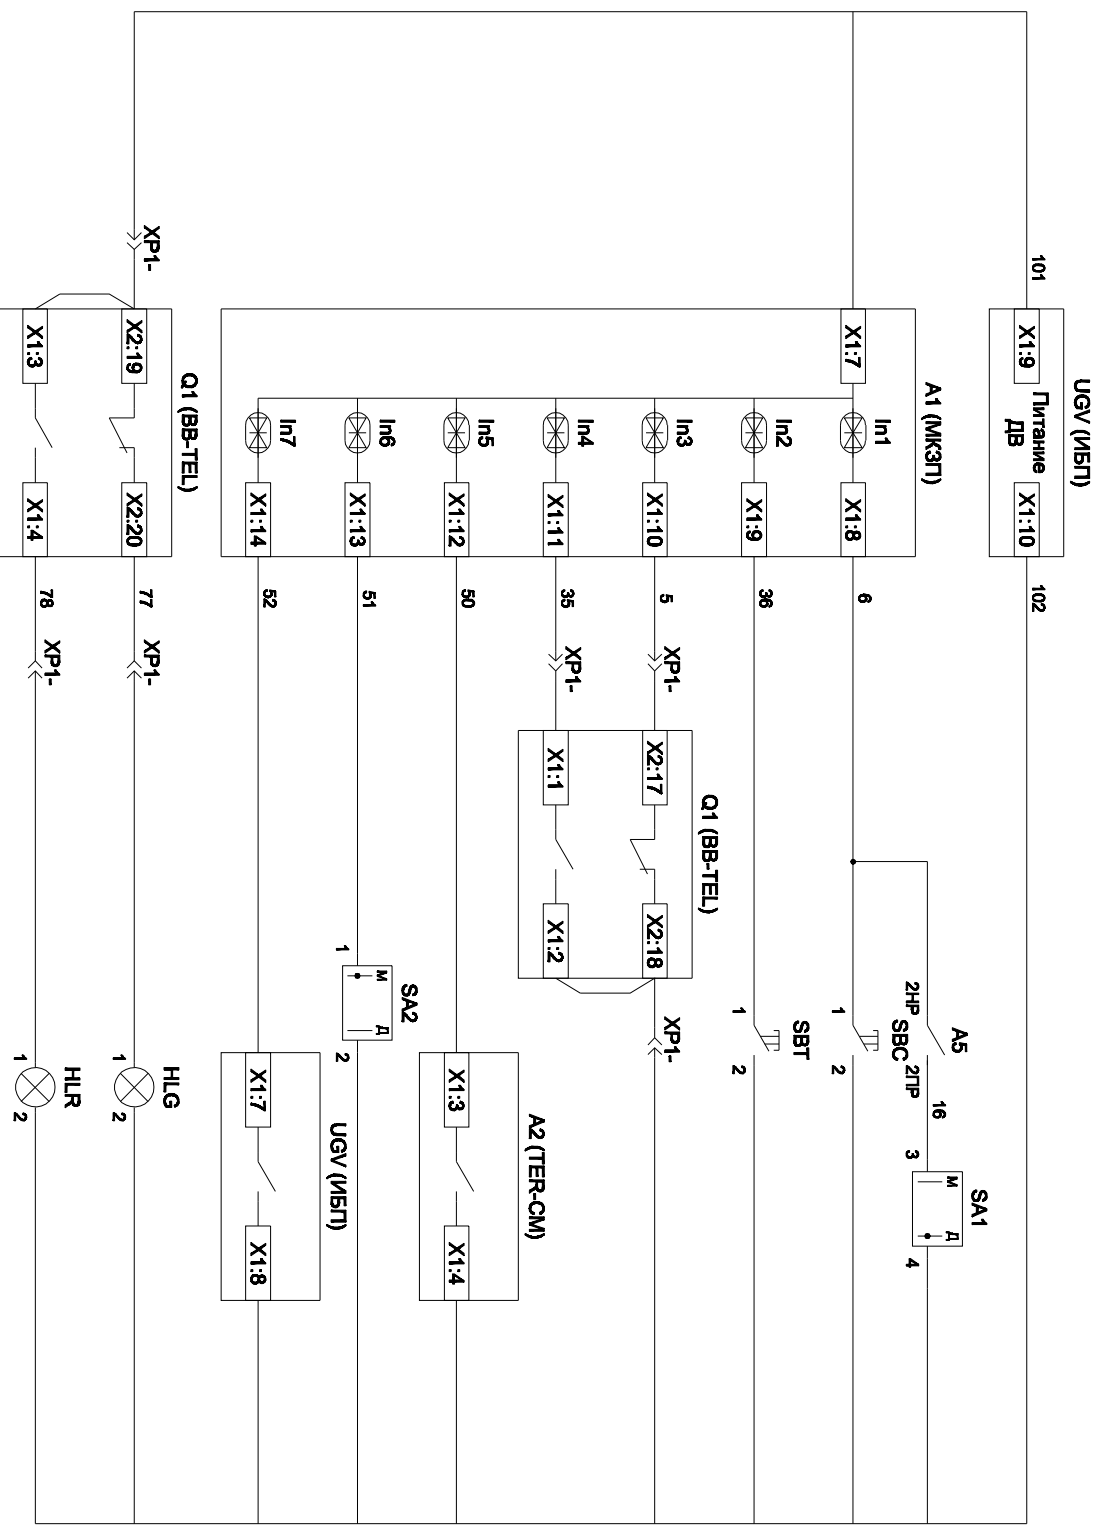 UGV (ИБП)
101
X1:9
Питание
ДВ
X1:10
102
A1 (МКЗП)
X1:7
In1
X1:8
6
A5
2НР
2ПР
16
SA1
3
М
Д
4
SBC
1
2
In2
X1:9
36
SBT
1
2
In3
X1:10
5
XP1-
Q1 (BB-TEL)
X2:17
X2:18
XP1-
In4
X1:11
35
XP1-
X1:1
X1:2
In5
X1:12
50
A2 (TER-CM)
X1:3
X1:4
In6
X1:13
51
SA2
1
М
Д
2
In7
X1:14
52
UGV (ИБП)
X1:7
X1:8
Q1 (BB-TEL)
XP1-
X2:19
X2:20
77
XP1-
HLG
1
2
X1:3
X1:4
78
XP1-
HLR
1
2